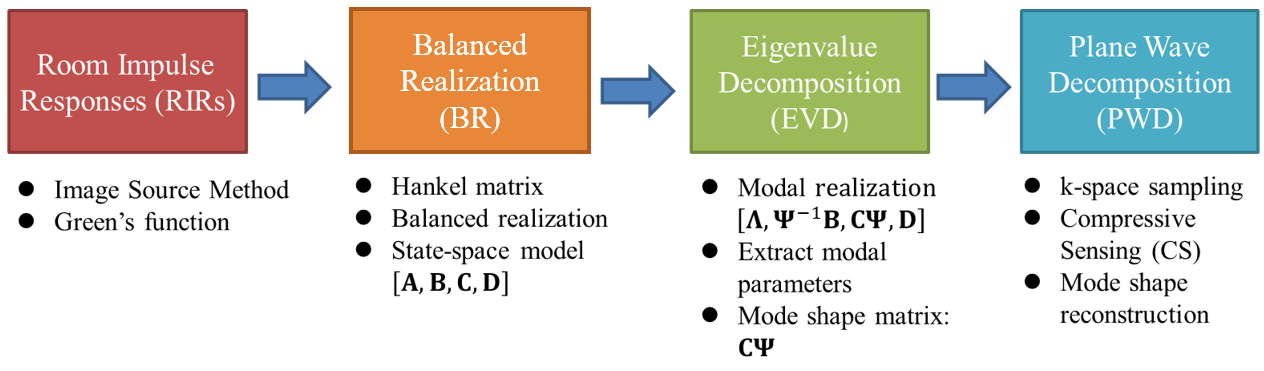 Room Impulse
Responses (RIRs)
● Image Source Method
● Green's function
Balanced
Realization
(BR)
● Hankel matrix
● Balanced realization
● State-space model
[𝐀, 𝐁, 𝐂, 𝐃]
Eigenvalue
Decomposition
(EVD)
● Modal realization
[𝚲, 𝚿⁻¹𝐁, 𝐂𝚿, 𝐃]
● Extract modal
parameters
● Mode shape matrix:
𝐂𝚿
Plane Wave
Decomposition
(PWD)
● k-space sampling
● Compressive
Sensing (CS)
● Mode shape
reconstruction